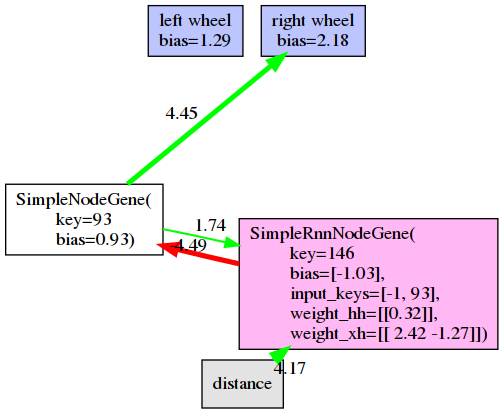 left wheel
bias=1.29
right wheel
bias=2.18
4.45
SimpleNodeGene(
key=93
bias=0.93)
1.74
-4.49
SimpleRnnNodeGene(
key=146
bias=[-1.03],
input_keys=[-1, 93],
weight_hh=[[0.32]],
weight_xh=[[ 2.42 -1.27]])
4.17
distance